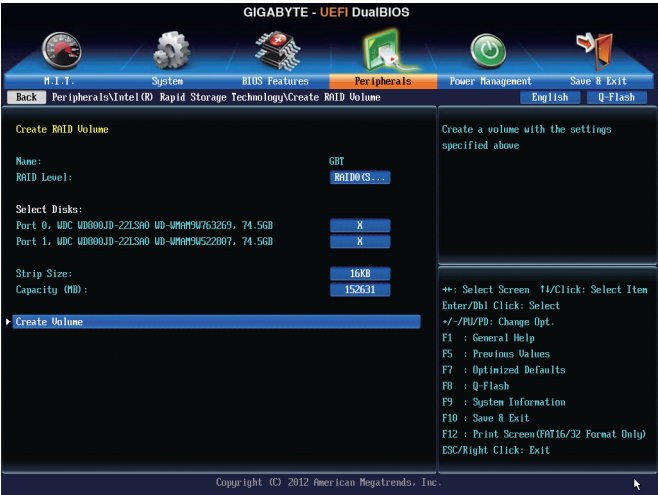 GIGABYTE - UEFI DualBIOS
M.I.T. System BIOS Features Peripherals Power Management Save & Exit
Back Peripherals\Intel(R) Rapid Storage Technology\Create RAID Volume English Q-Flash
Create RAID Volume
Name: GBT
RAID Level: RAID0(S...
Select Disks:
Port 0, WDC WD800JD-22LSA0 WD-WMAM9W763269, 74.5GB X
Port 1, WDC WD800JD-22LSA0 WD-WMAM9W522807, 74.5GB X
Strip Size: 16KB
Capacity (MB): 152631
Create Volume
Create a volume with the settings
specified above
→←: Select Screen ↑↓/Click: Select Item
Enter/Dbl Click: Select
+/-/PU/PD: Change Opt.
F1 : General Help
F5 : Previous Values
F7 : Optimized Defaults
F8 : Q-Flash
F9 : System Information
F10 : Save & Exit
F12 : Print Screen(FAT16/32 Format Only)
ESC/Right Click: Exit
Copyright (C) 2012 American Megatrends, Inc.